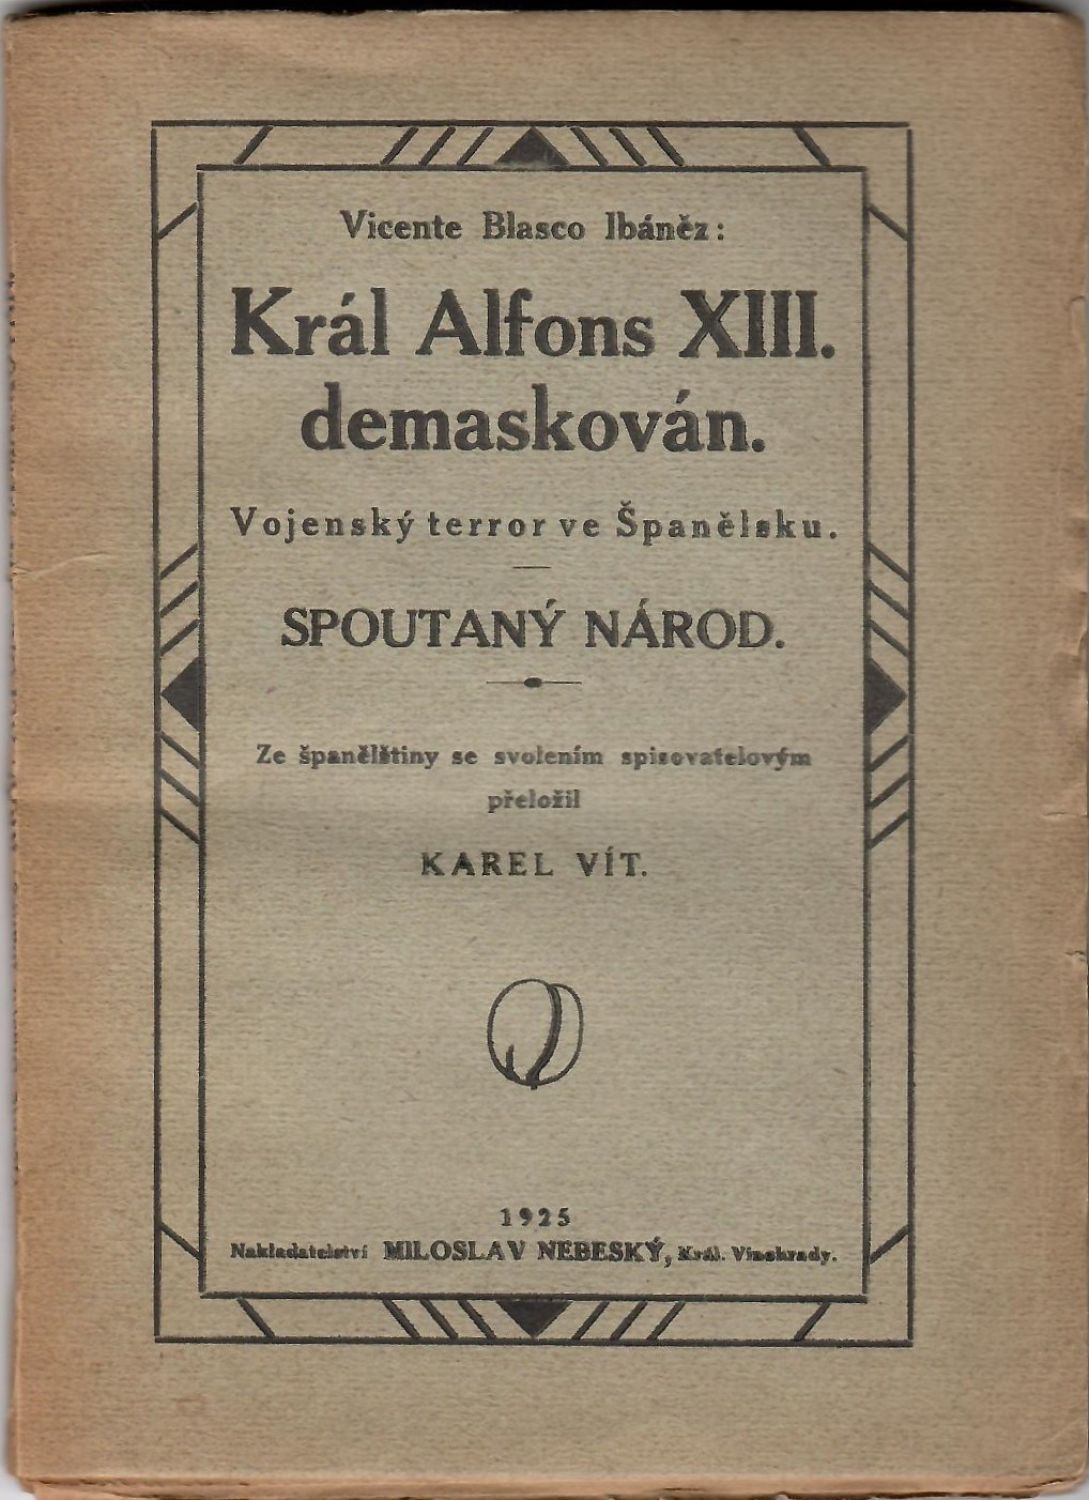 Vicente Blasco Ibáněz:
Král Alfons XIII.
demaskován.
Vojenský terror ve Španělsku.
SPOUTANÝ NÁROD.
Ze španělštiny se svolením spisovatelovým
přeložil
KAREL VÍT.
1925
Nakladatelství MILOSLAV NEBESKÝ, Král. Vinohrady.